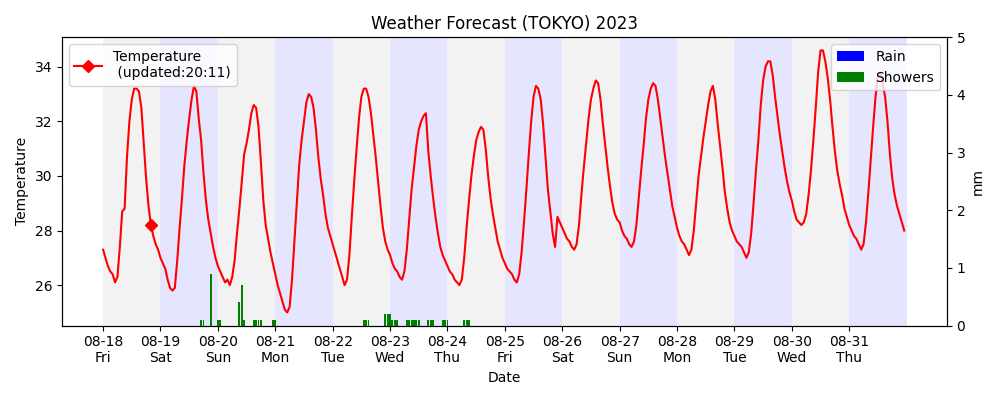 Weather Forecast (TOKYO) 2023
Temperature
(updated:20:11)
Rain
Showers
Temperature
34
32
30
28
26
5
4
3
2
1
0
mm
08-18 08-19 08-20 08-21 08-22 08-23 08-24 08-25 08-26 08-27 08-28 08-29 08-30 08-31
Fri Sat Sun Mon Tue Wed Thu Fri Sat Sun Mon Tue Wed Thu
Date